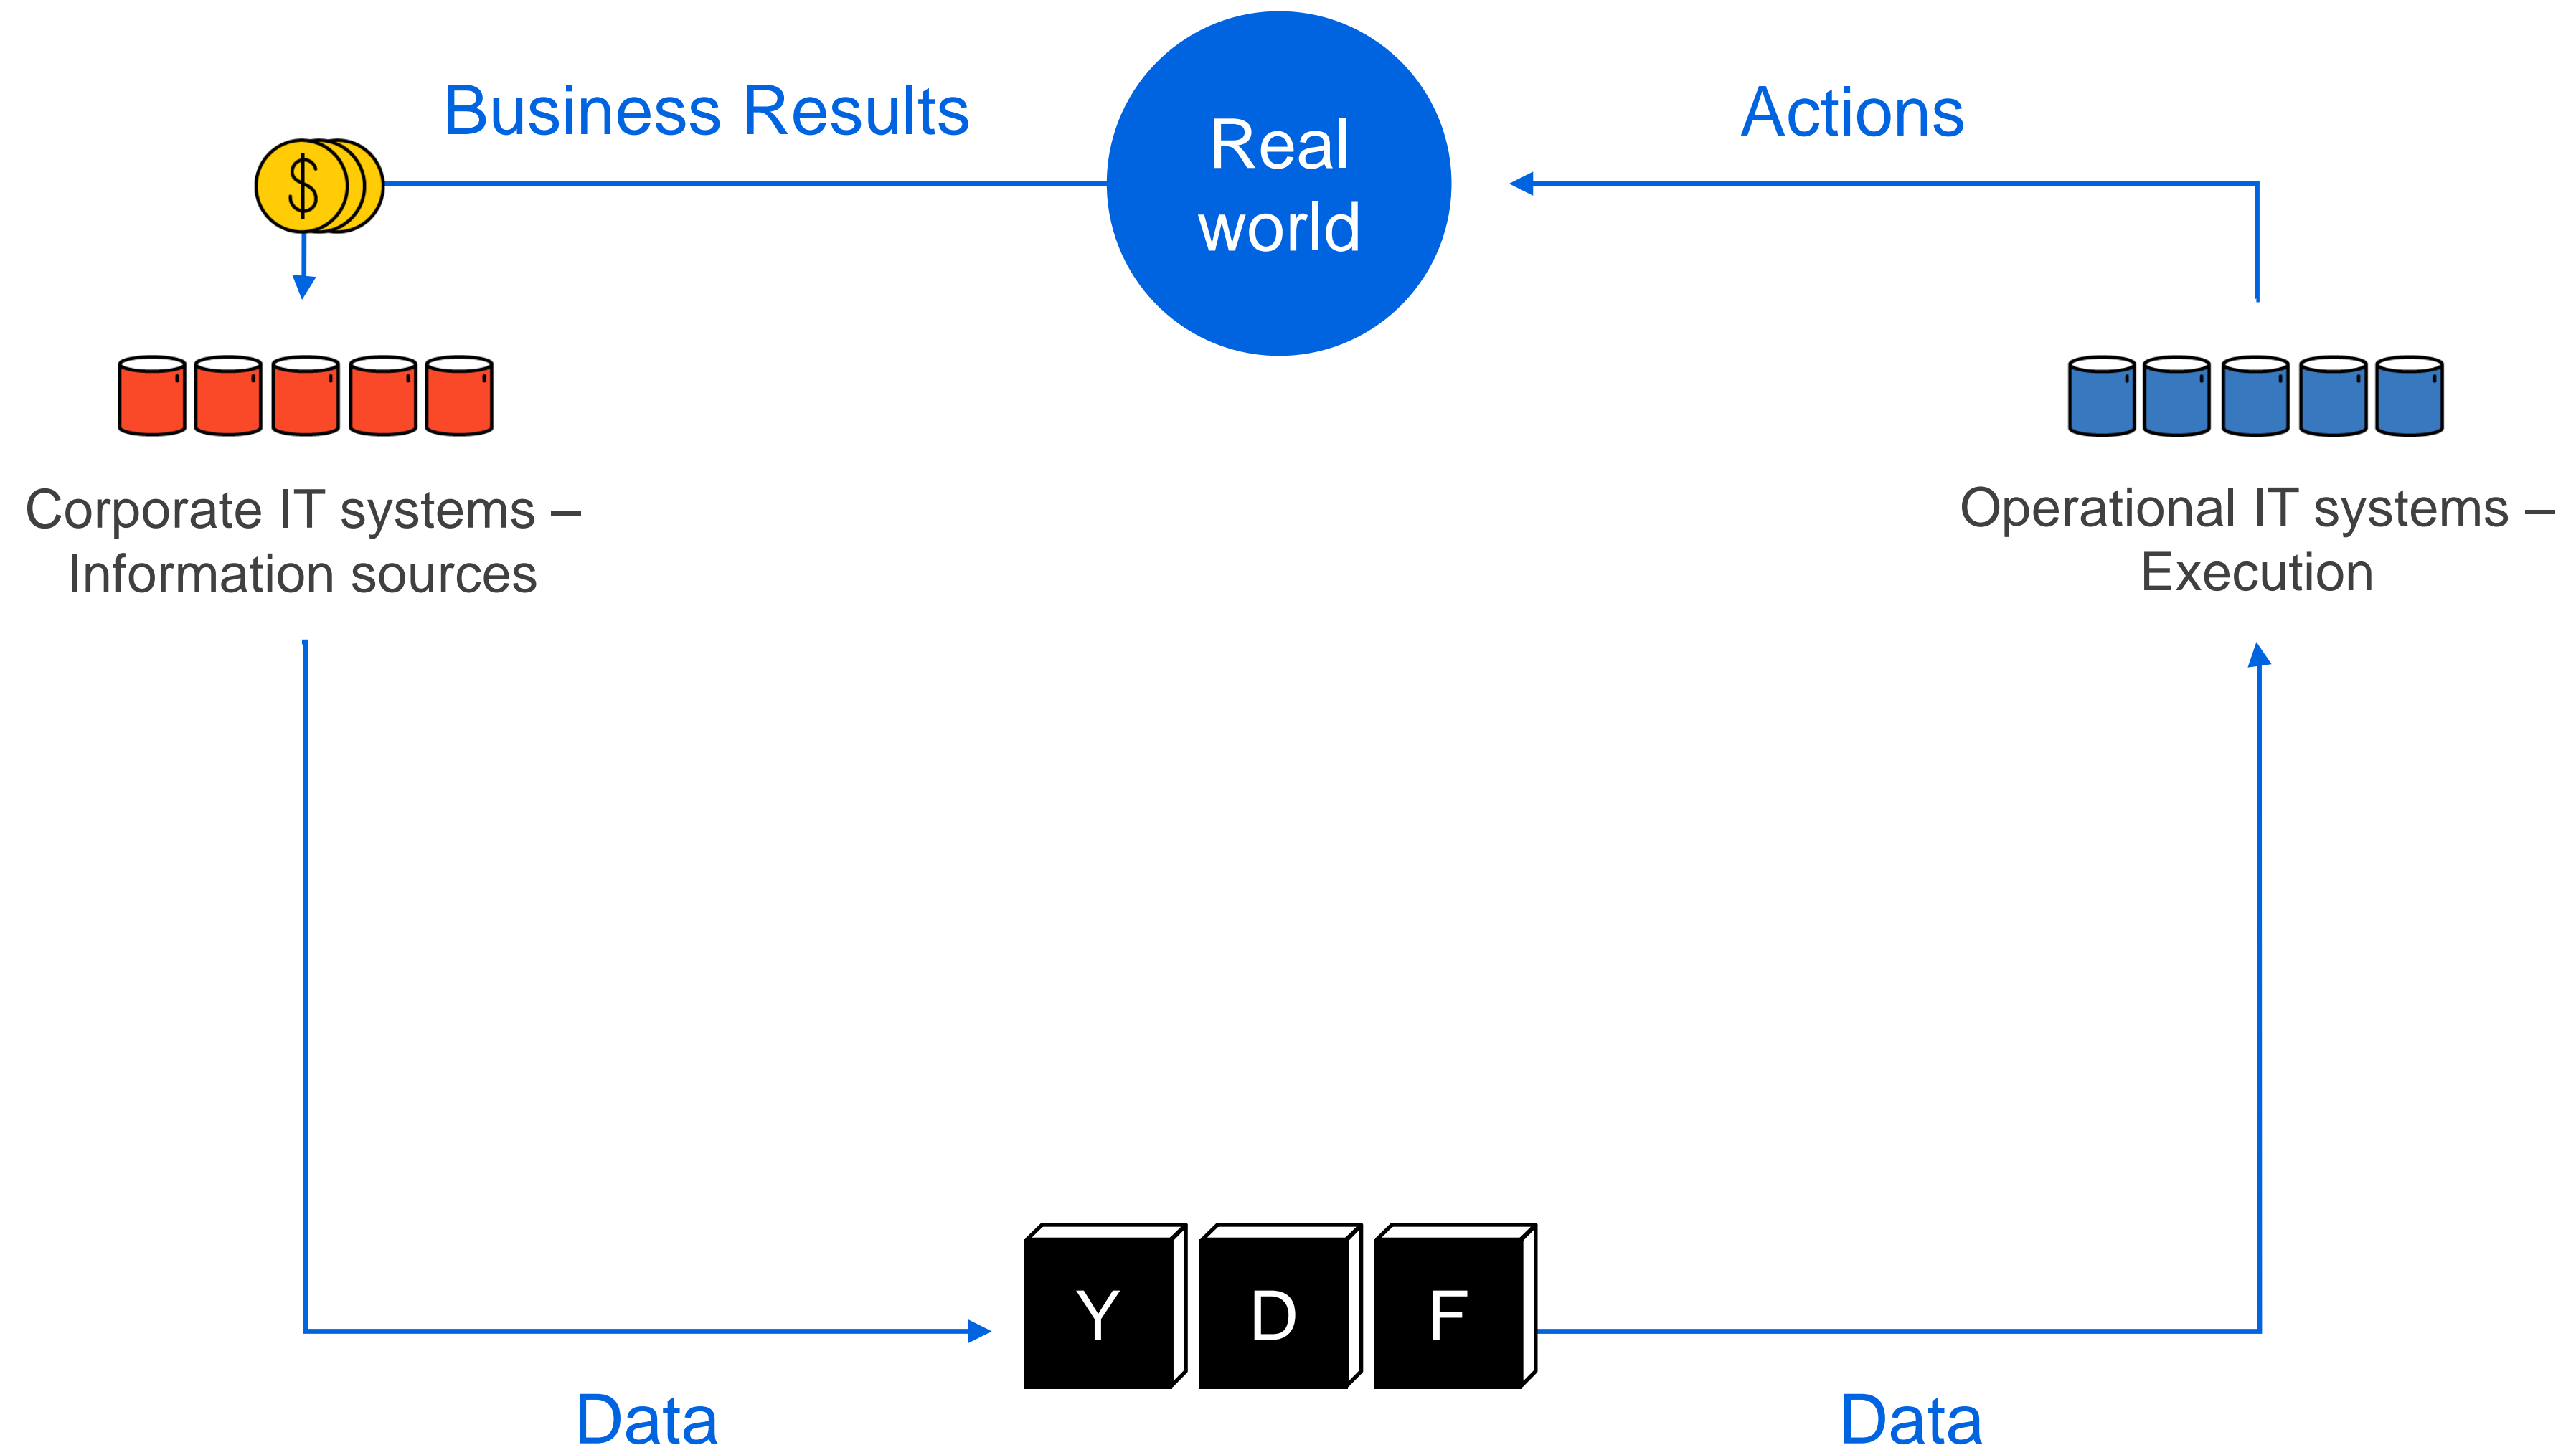 Business Results
Real
world
Actions
$
Corporate IT systems –
Information sources
Operational IT systems –
Execution
Y D F
Data
Data